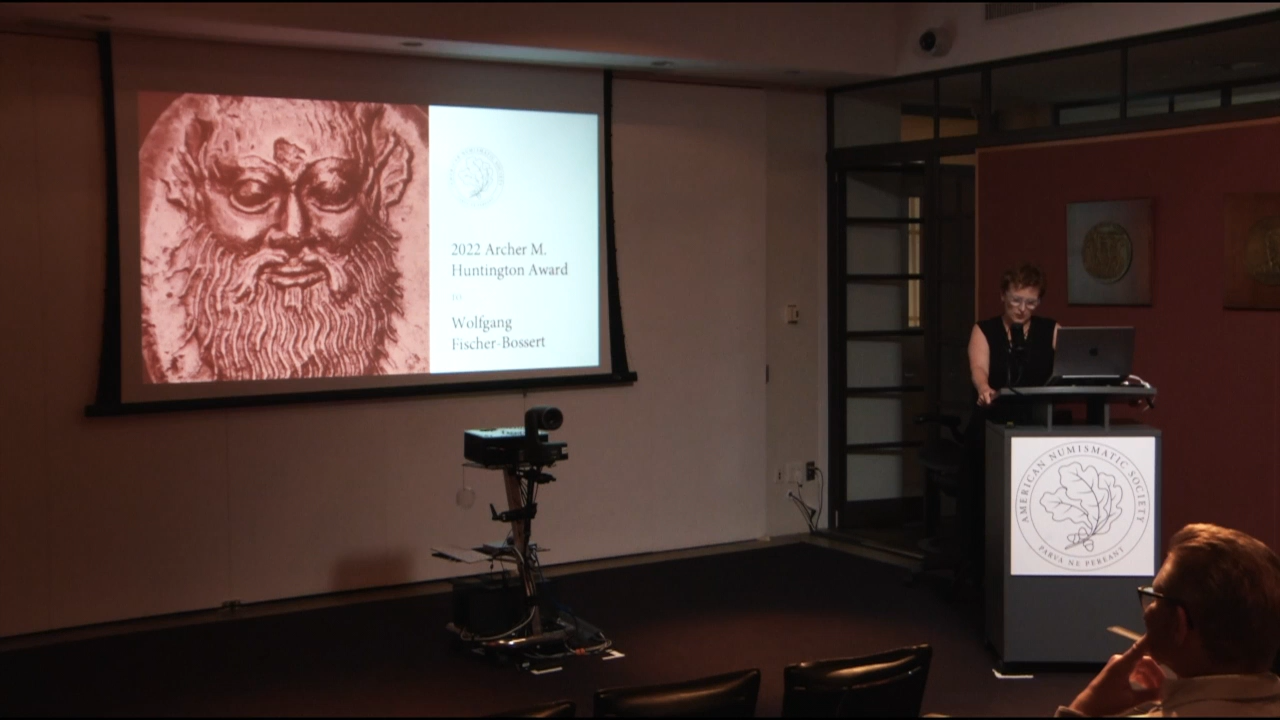 2022 Archer M.
Huntington Award
to
Wolfgang
Fischer-Bossert
AMERICAN NUMISMATIC SOCIETY
PARVA NE PEREANT